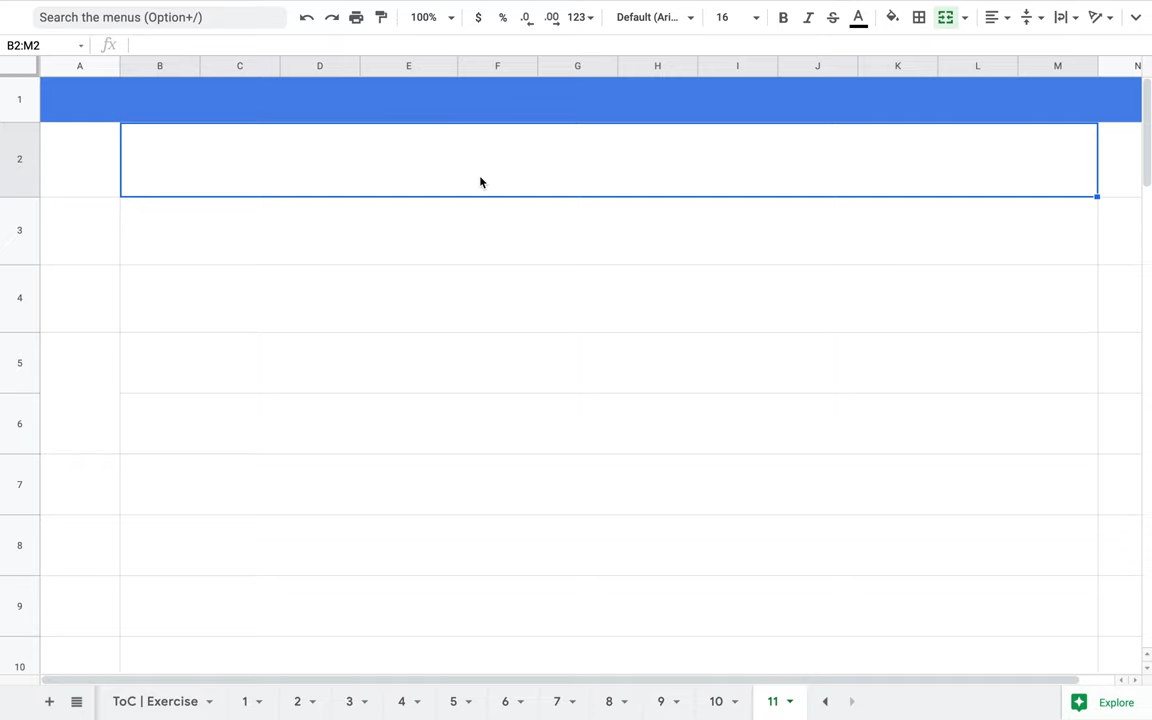 Search the menus (Option+/) 100% $ % .0 .00 123 Default (Ari... 16 B I S A
B2:M2 fx
A B C D E F G H I J K L M N
1
2
3
4
5
6
7
8
9
10
ToC | Exercise 1 2 3 4 5 6 7 8 9 10 11 Explore